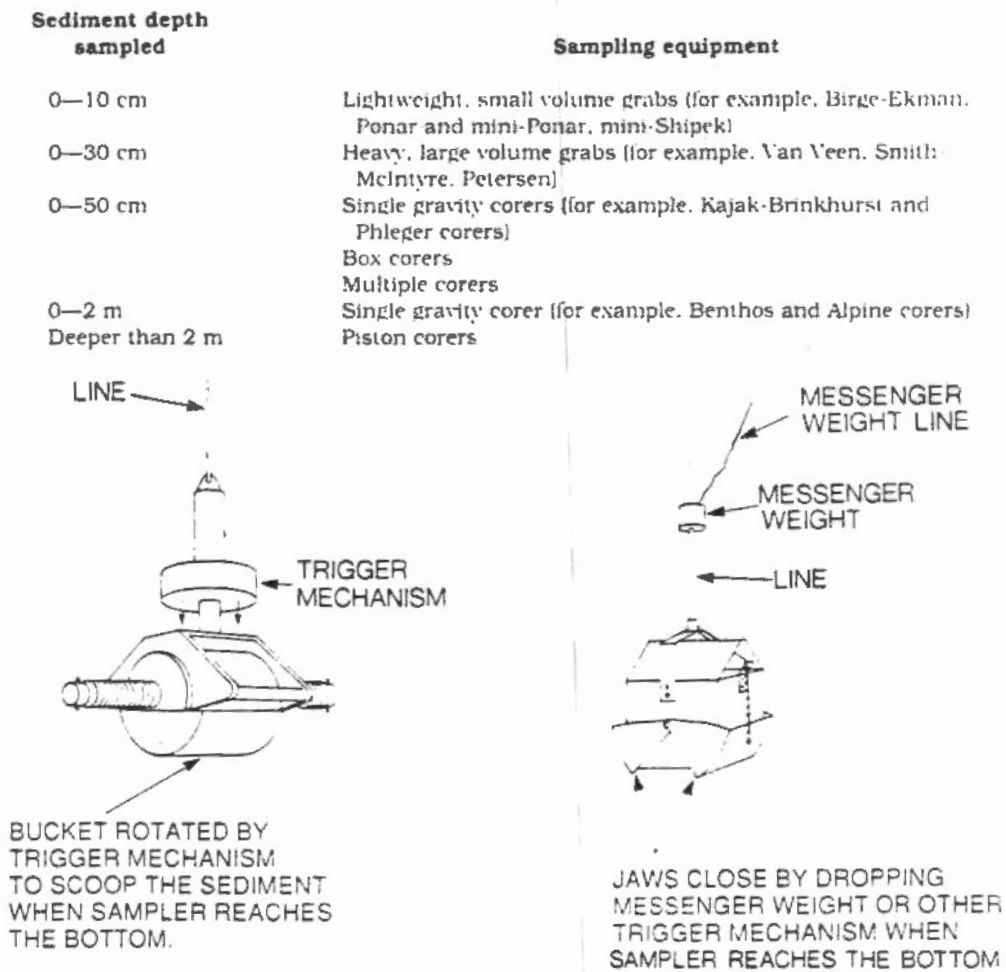 Sediment depth
sampled
Sampling equipment
0—10 cm
Lightweight, small volume grabs (for example, Birge-Ekman,
Ponar and mini-Ponar, mini-Shipek)
0—30 cm
Heavy, large volume grabs (for example, Van Veen, Smith-
McIntyre, Petersen)
0—50 cm
Single gravity corers (for example, Kajak-Brinkhurst and
Phleger corers)
Box corers
Multiple corers
0—2 m
Single gravity corer (for example, Benthos and Alpine corers)
Deeper than 2 m
Piston corers
LINE
TRIGGER
MECHANISM
BUCKET ROTATED BY
TRIGGER MECHANISM
TO SCOOP THE SEDIMENT
WHEN SAMPLER REACHES
THE BOTTOM.
MESSENGER
WEIGHT LINE
MESSENGER
WEIGHT
LINE
JAWS CLOSE BY DROPPING
MESSENGER WEIGHT OR OTHER
TRIGGER MECHANISM WHEN
SAMPLER REACHES THE BOTTOM